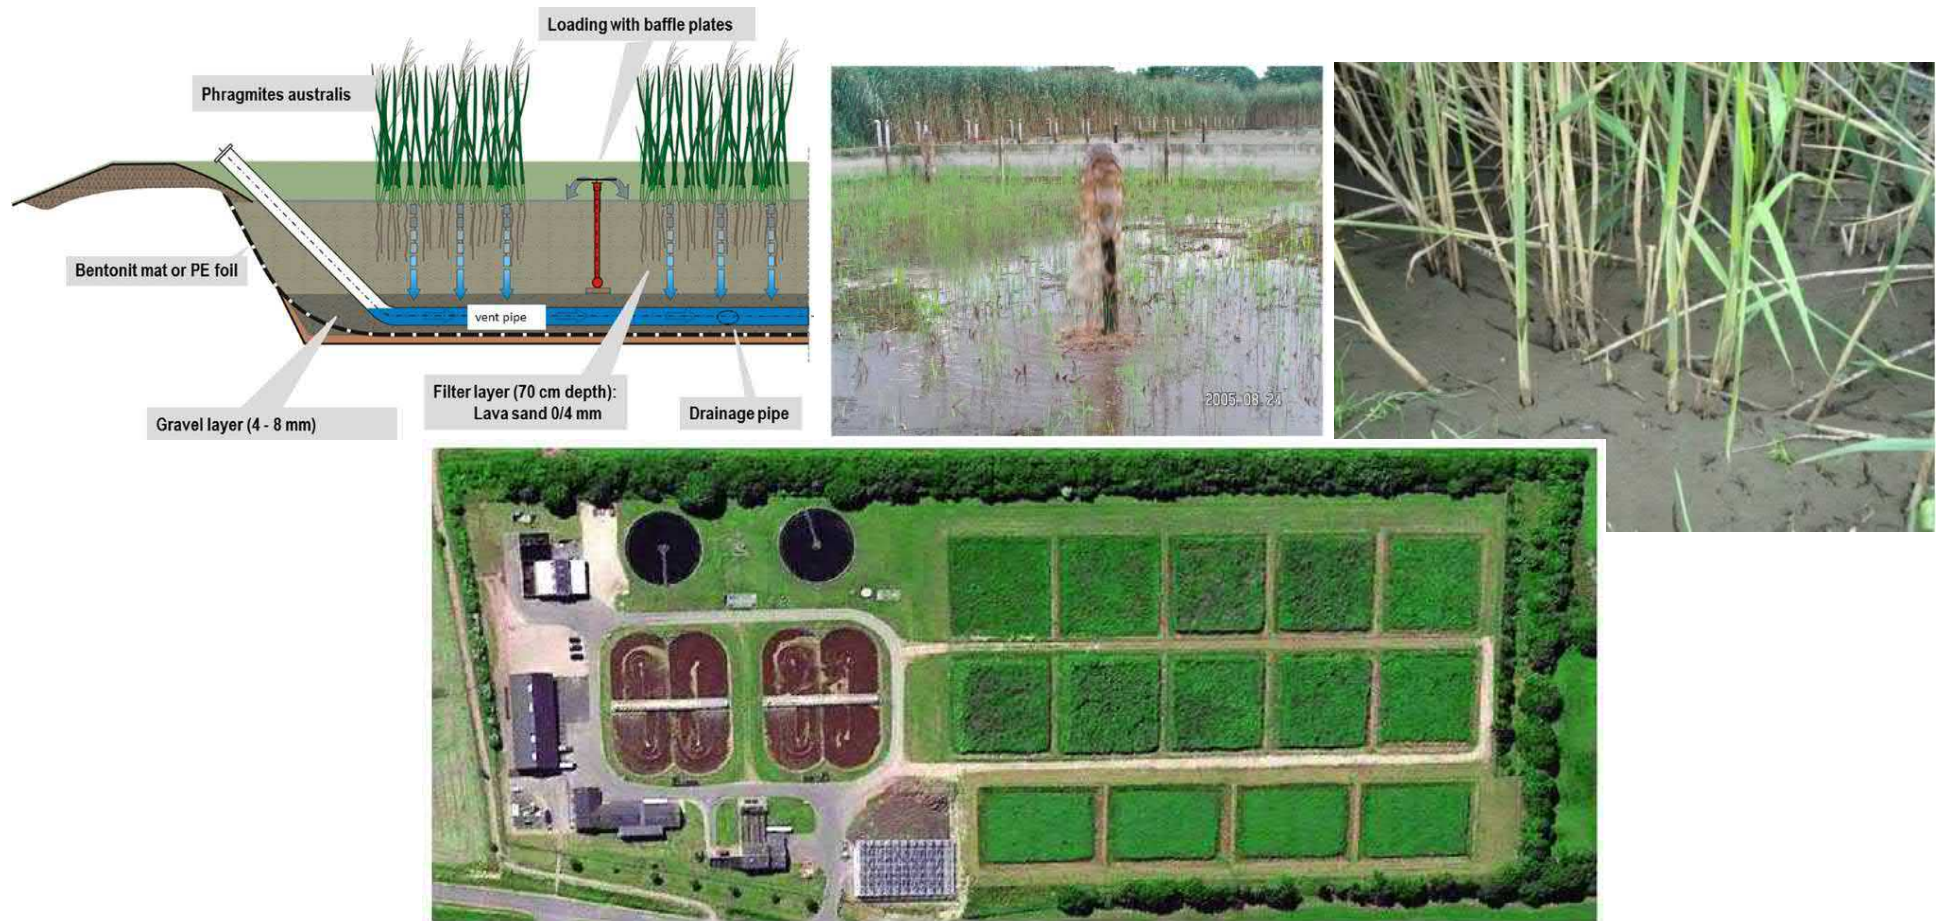 Loading with baffle plates
Phragmites australis
Bentonit mat or PE foil
vent pipe
Filter layer (70 cm depth):
Lava sand 0/4 mm
Drainage pipe
Gravel layer (4 - 8 mm)
2005. 08. 24